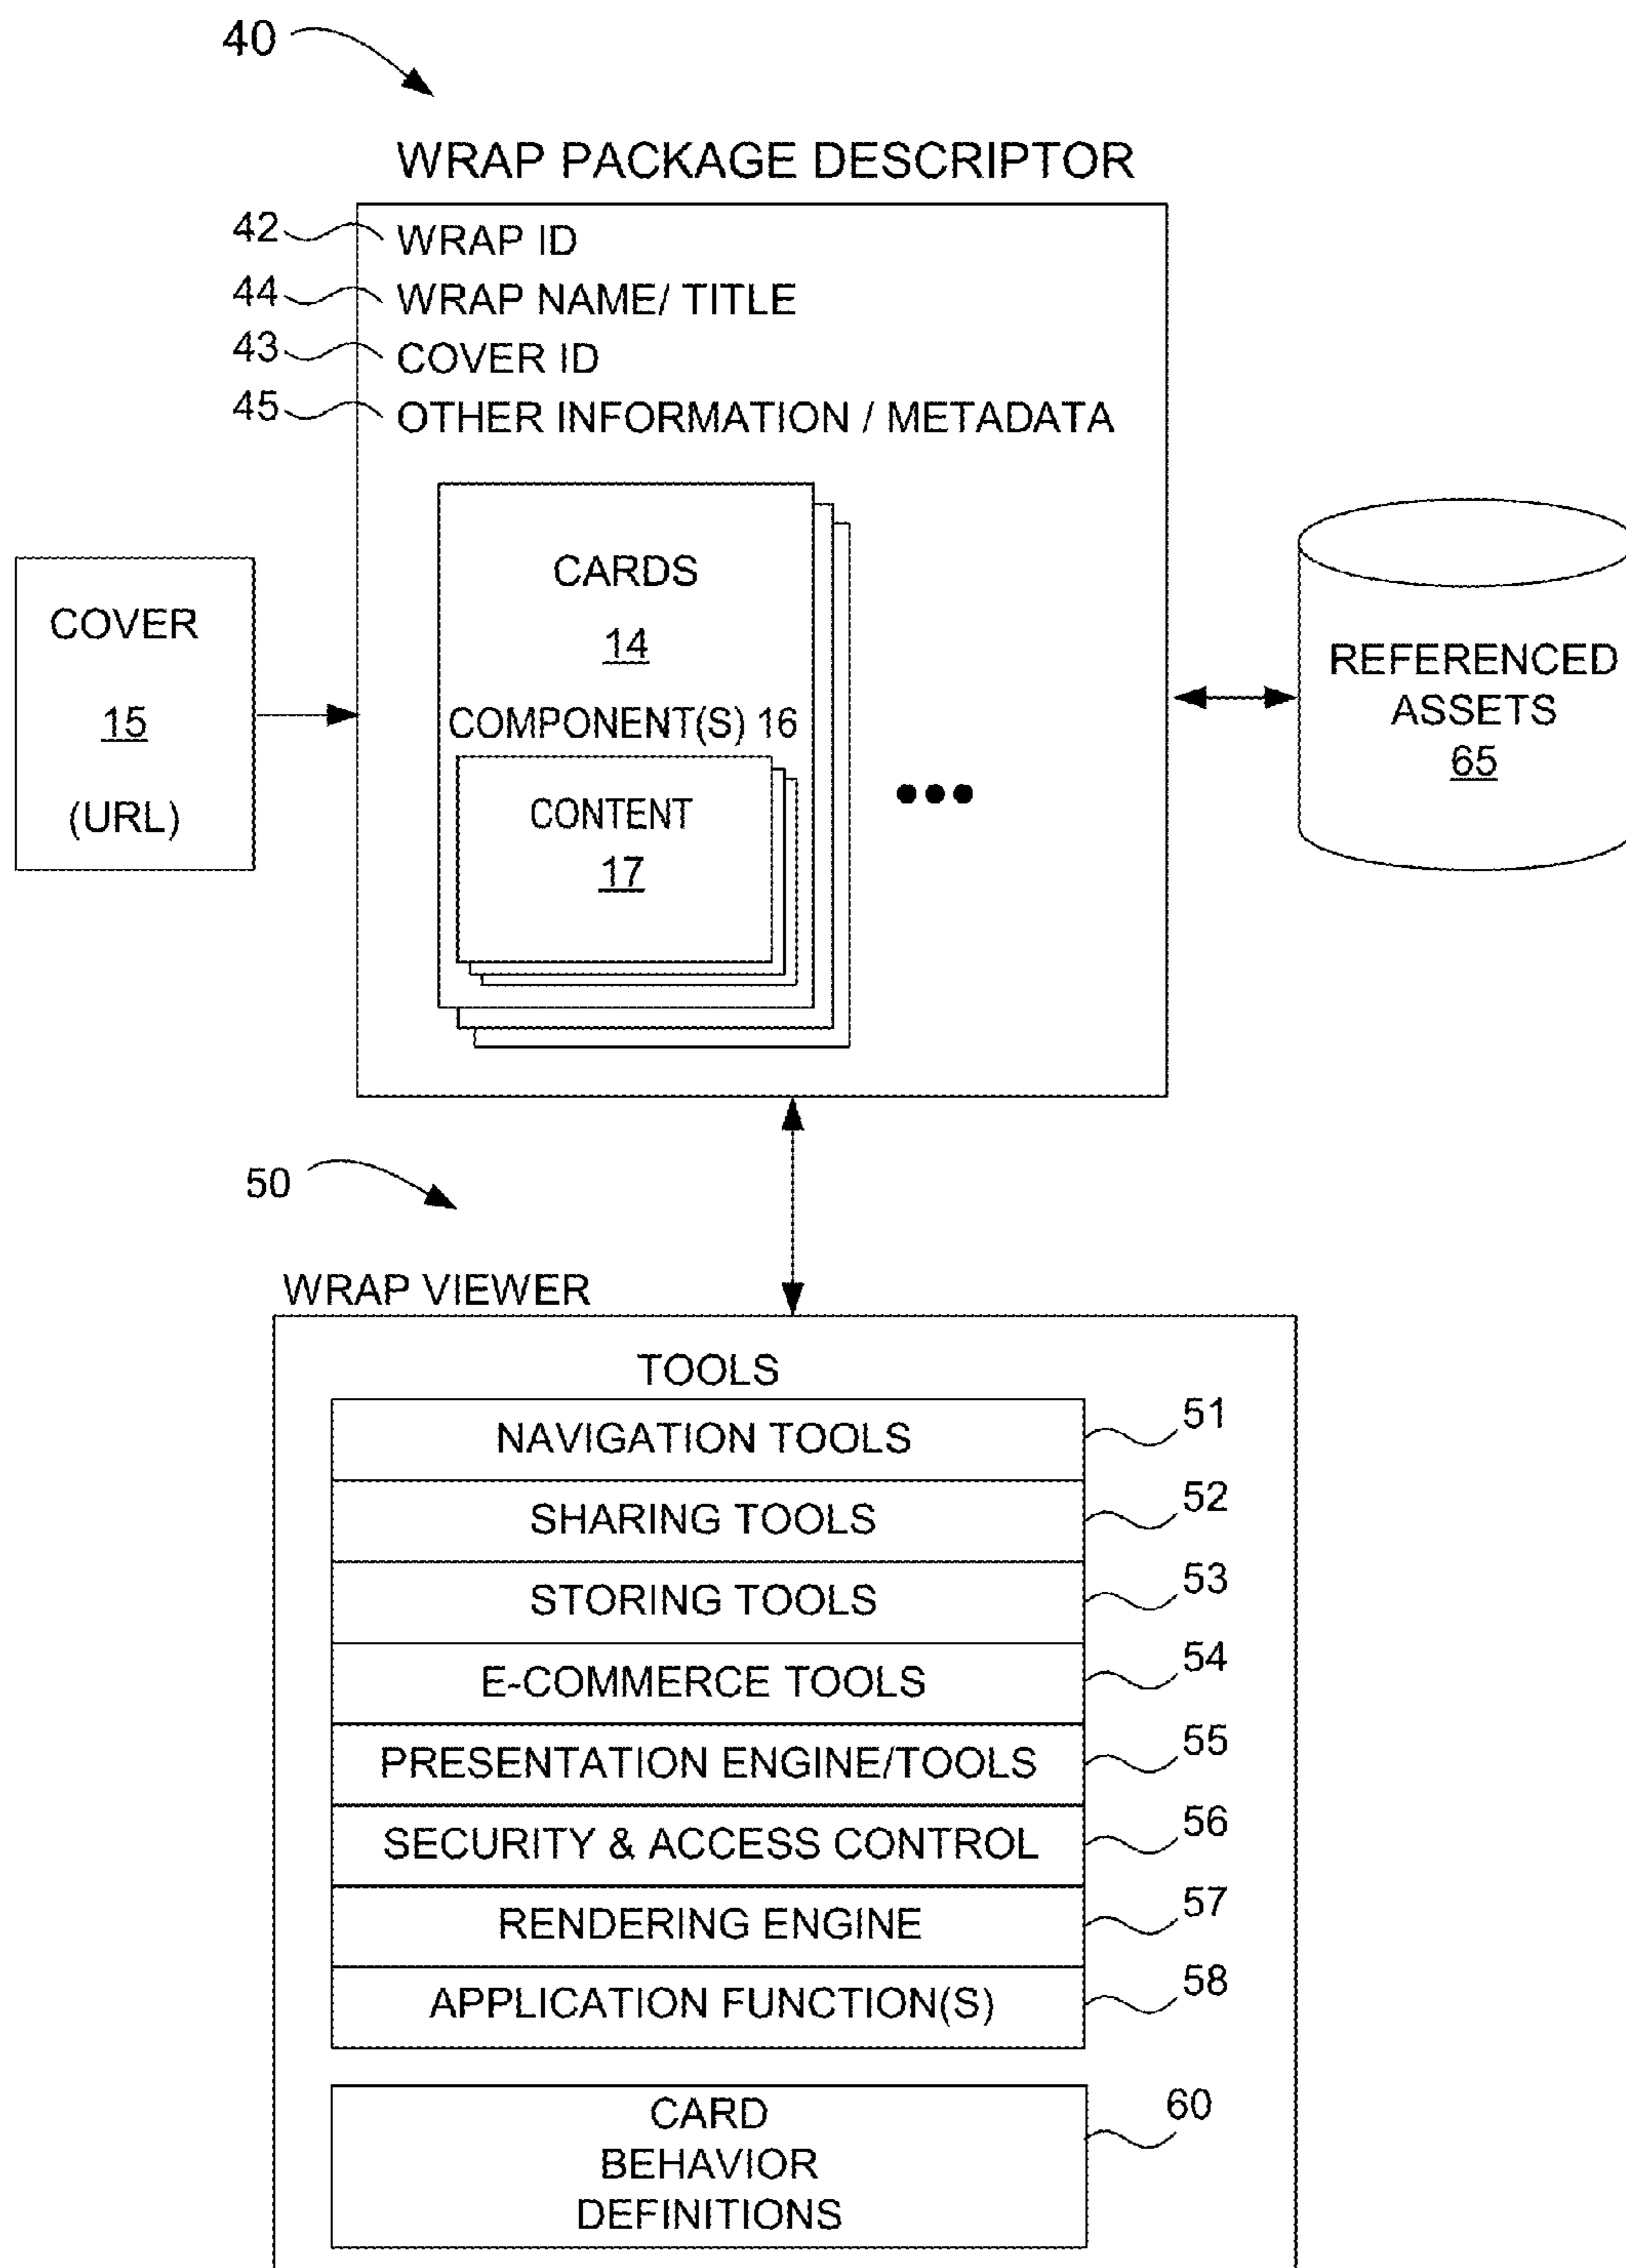 40
WRAP PACKAGE DESCRIPTOR
42 WRAP ID
44 WRAP NAME/ TITLE
43 COVER ID
45 OTHER INFORMATION / METADATA
COVER
15
(URL)
CARDS
14
COMPONENT(S) 16
CONTENT
17
REFERENCED
ASSETS
65
50
WRAP VIEWER
TOOLS
NAVIGATION TOOLS 51
SHARING TOOLS 52
STORING TOOLS 53
E-COMMERCE TOOLS 54
PRESENTATION ENGINE/TOOLS 55
SECURITY & ACCESS CONTROL 56
RENDERING ENGINE 57
APPLICATION FUNCTION(S) 58
CARD 60
BEHAVIOR
DEFINITIONS